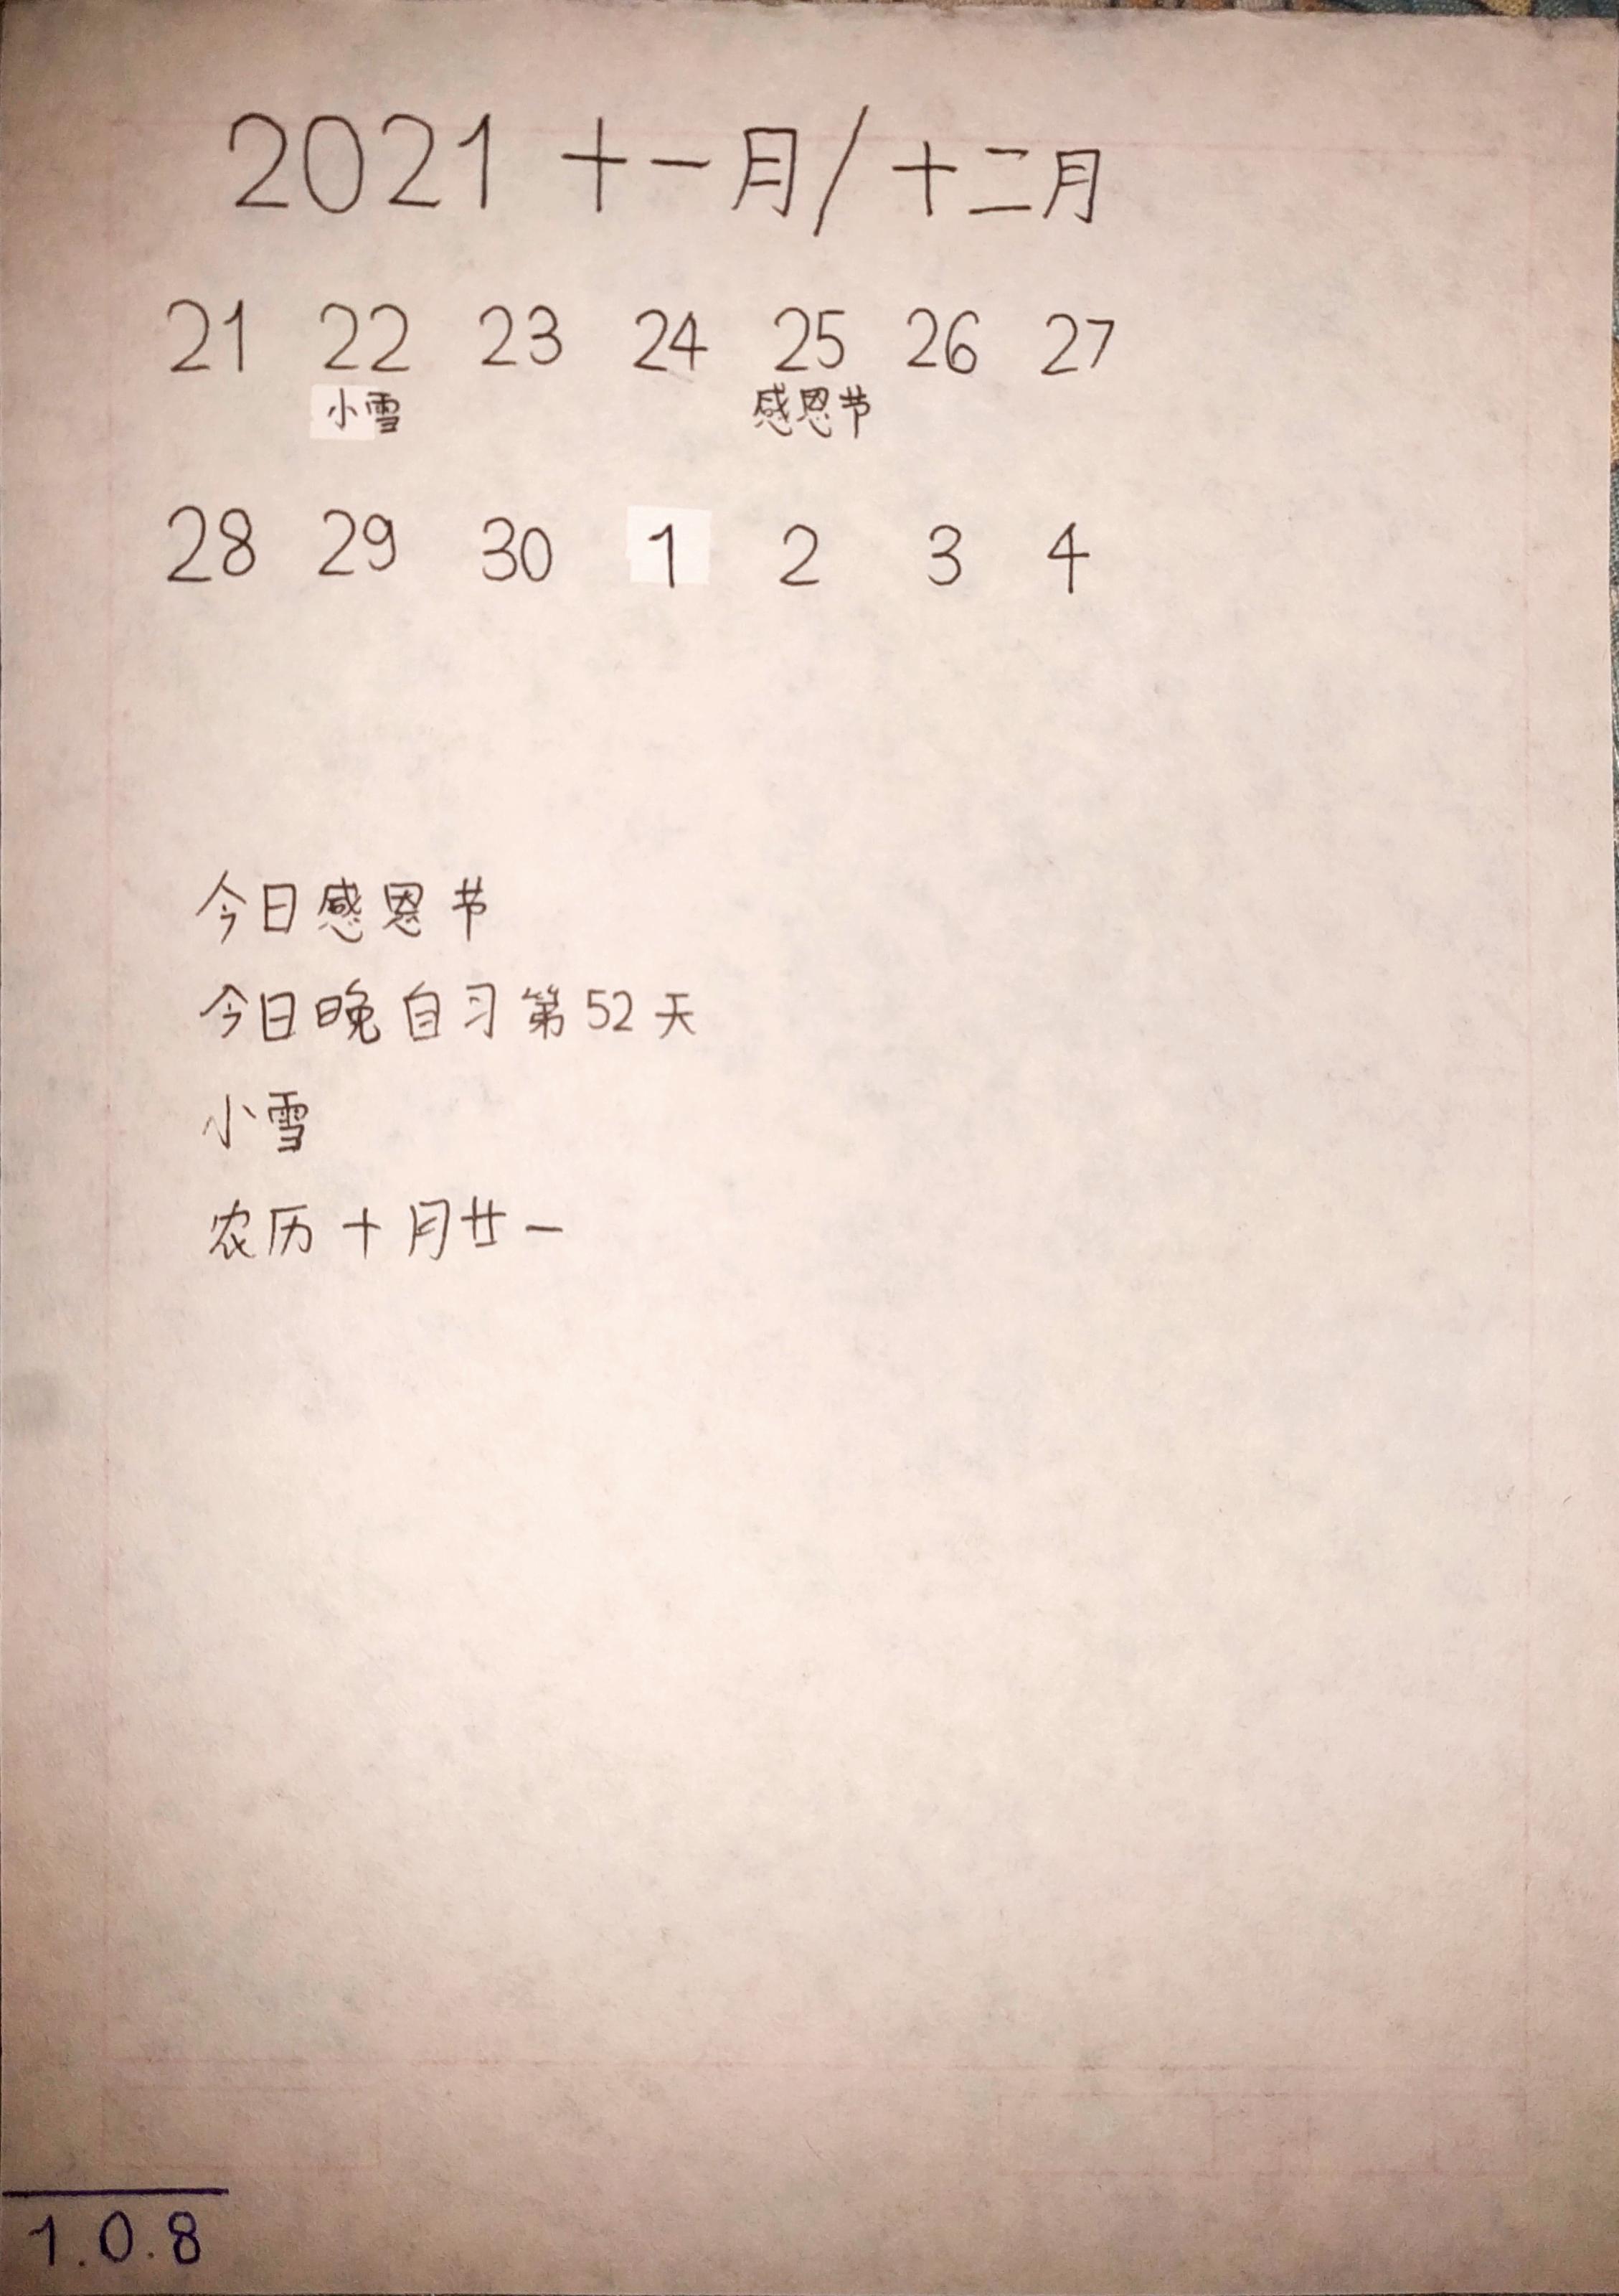 2021 十一月/十二月
21 22 23 24 25 26 27
小雪 感恩节
28 29 30 1 2 3 4
今日感恩节
今日晚自习第52天
小雪
农历十月廿一
1.0.8